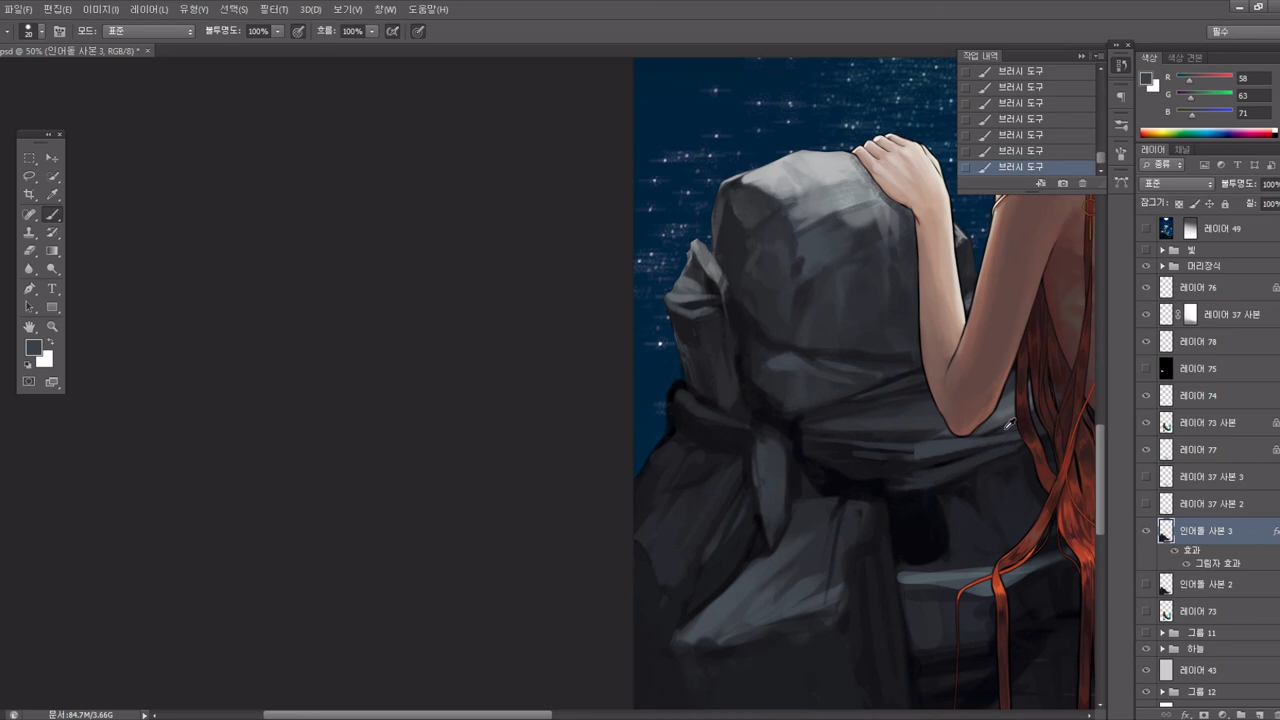 파일(F) 편집(E) 이미지(I) 레이어(L) 유형(Y) 선택(S) 필터(T) 3D(D) 보기(V) 창(W) 도움말(H)
20 모드: 표준 불투명도: 100% 흐름: 100% 필수
psd @ 50% (인어돌 사본 3, RGB/8) * ×
작업 내역
브러시 도구
브러시 도구
브러시 도구
브러시 도구
브러시 도구
브러시 도구
브러시 도구
색상 색상 견본
R 58
G 63
B 71
레이어 채널
종류
표준 불투명도: 100%
잠그기: 칠: 100%
레이어 49
빛
머리장식
레이어 76
레이어 37 사본
레이어 78
레이어 75
레이어 74
레이어 73 사본
레이어 77
레이어 37 사본 3
레이어 37 사본 2
인어돌 사본 3 fx
효과
그림자 효과
인어돌 사본 2
레이어 73
그룹 11
하늘
레이어 43
그룹 12
문서:84.7M/3.66G